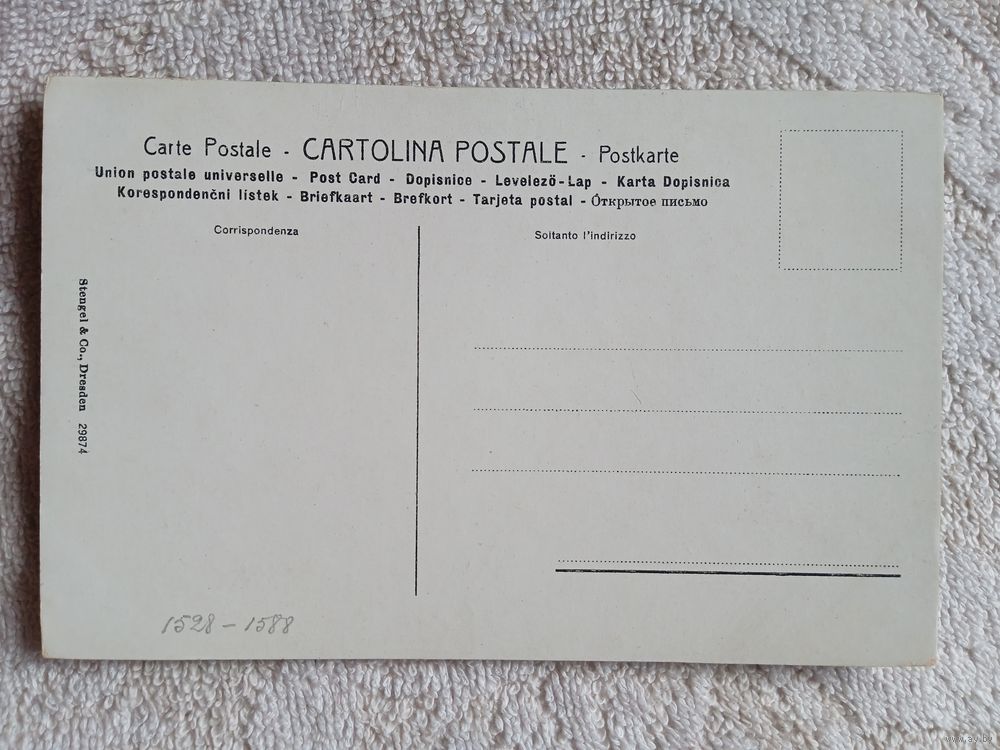 Carte Postale - CARTOLINA POSTALE - Postkarte
Union postale universelle - Post Card - Dopisnice - Levelező-Lap - Karta Dopisnica
Korespondenční lístek - Briefkaart - Brefkort - Tarjeta postal - Открытое письмо
Corrispondenza
Soltanto l'indirizzo
Stengel & Co., Dresden 29874
1528 - 1588